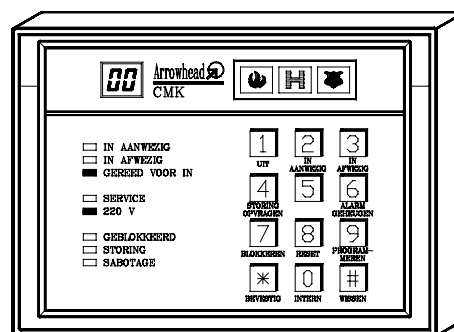 00
Arrowhead
CMK
H
IN AANWEZIG
IN AFWEZIG
GEREED VOOR IN
SERVICE
220 V
GEBLOKKEERD
STORING
SABOTAGE
1 2 3
UIT IN AANWEZIG IN AFWEZIG
4 5 6
STORING OPVRAGEN ALARM GEHEUGEN
7 8 9
BLOKKEREN RESET PROGRAM-MEREN
* 0 #
BEVESTIG INTERN WISSEN